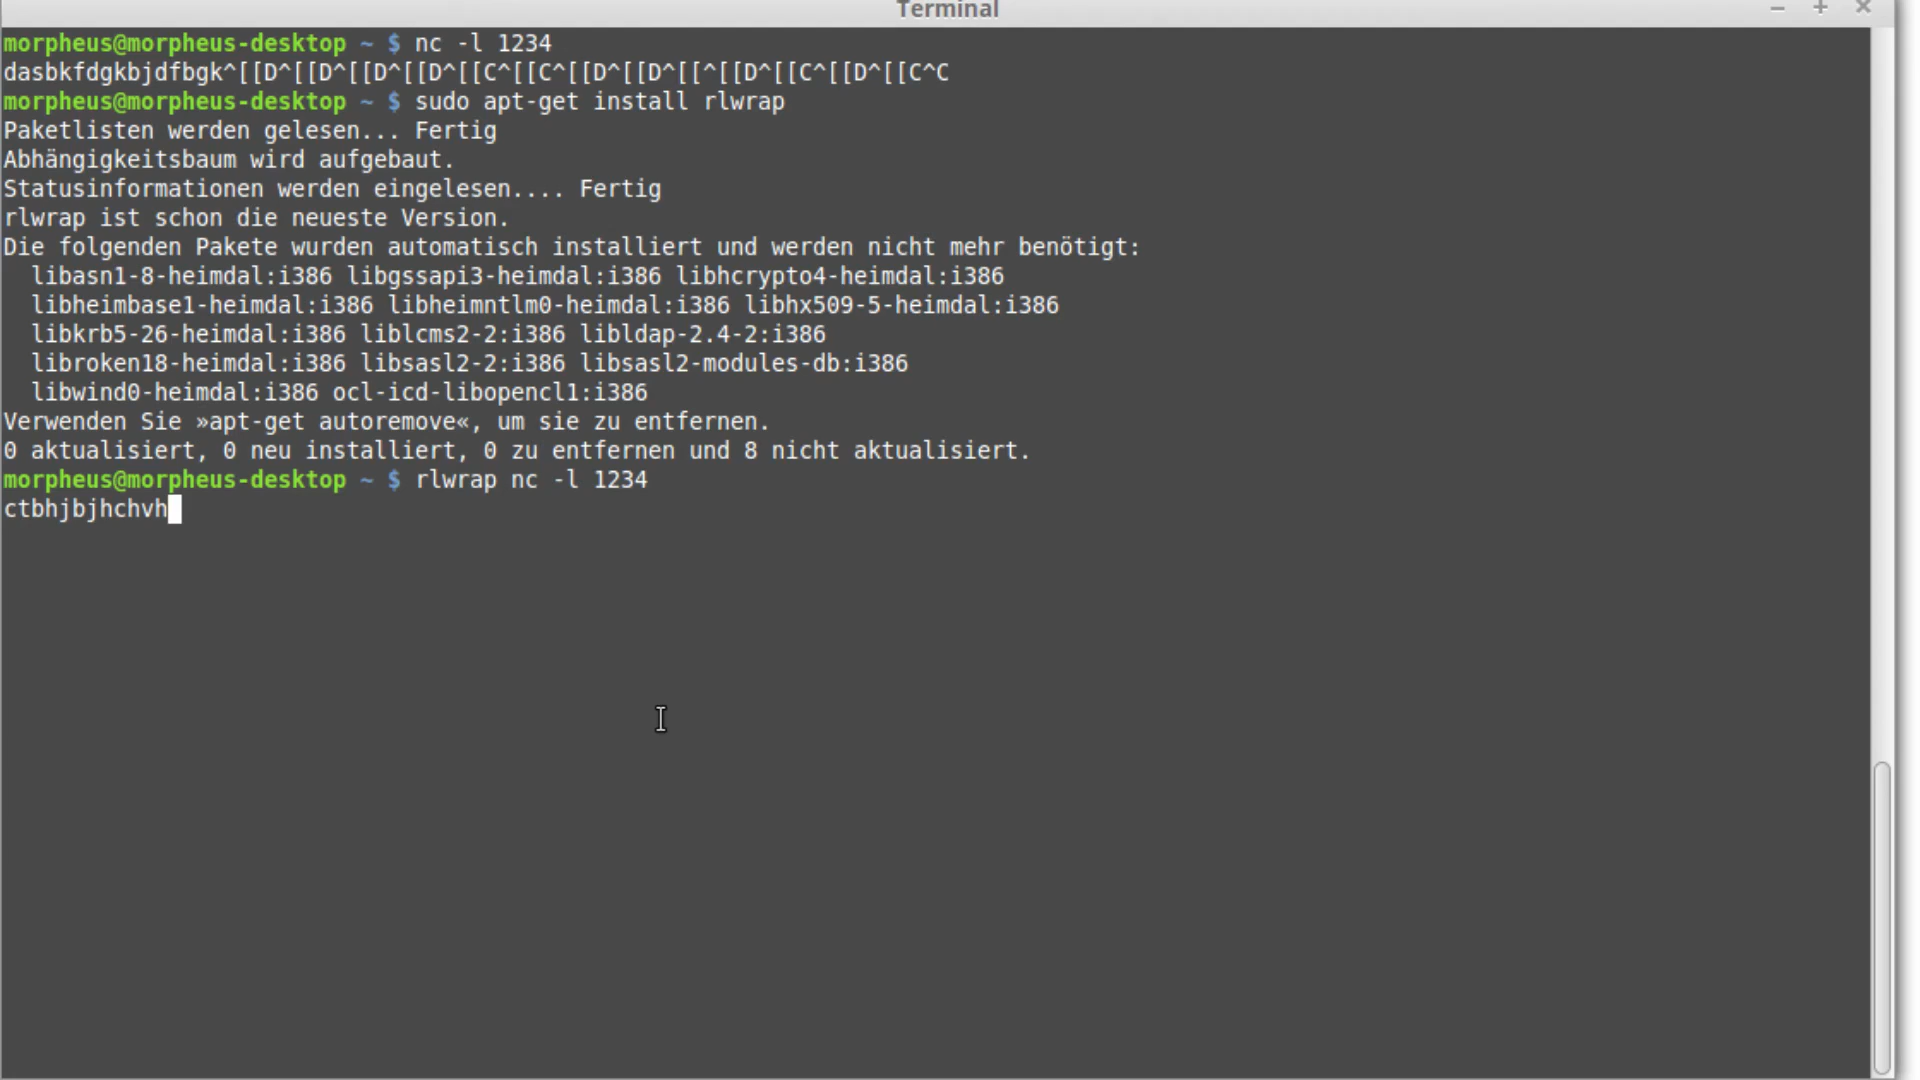 Terminal
morpheus@morpheus-desktop ~ $ nc -l 1234
dasbkfdgkbjdfbgk^[[D^[[D^[[D^[[D^[[C^[[C^[[D^[[D^[[^[[D^[[C^[[D^[[C^C
morpheus@morpheus-desktop ~ $ sudo apt-get install rlwrap
Paketlisten werden gelesen... Fertig
Abhängigkeitsbaum wird aufgebaut.
Statusinformationen werden eingelesen.... Fertig
rlwrap ist schon die neueste Version.
Die folgenden Pakete wurden automatisch installiert und werden nicht mehr benötigt:
  libasn1-8-heimdal:i386 libgssapi3-heimdal:i386 libhcrypto4-heimdal:i386
  libheimbase1-heimdal:i386 libheimntlm0-heimdal:i386 libhx509-5-heimdal:i386
  libkrb5-26-heimdal:i386 liblcms2-2:i386 libldap-2.4-2:i386
  libroken18-heimdal:i386 libsasl2-2:i386 libsasl2-modules-db:i386
  libwind0-heimdal:i386 ocl-icd-libopencl1:i386
Verwenden Sie »apt-get autoremove«, um sie zu entfernen.
0 aktualisiert, 0 neu installiert, 0 zu entfernen und 8 nicht aktualisiert.
morpheus@morpheus-desktop ~ $ rlwrap nc -l 1234
ctbhjbjhchvh